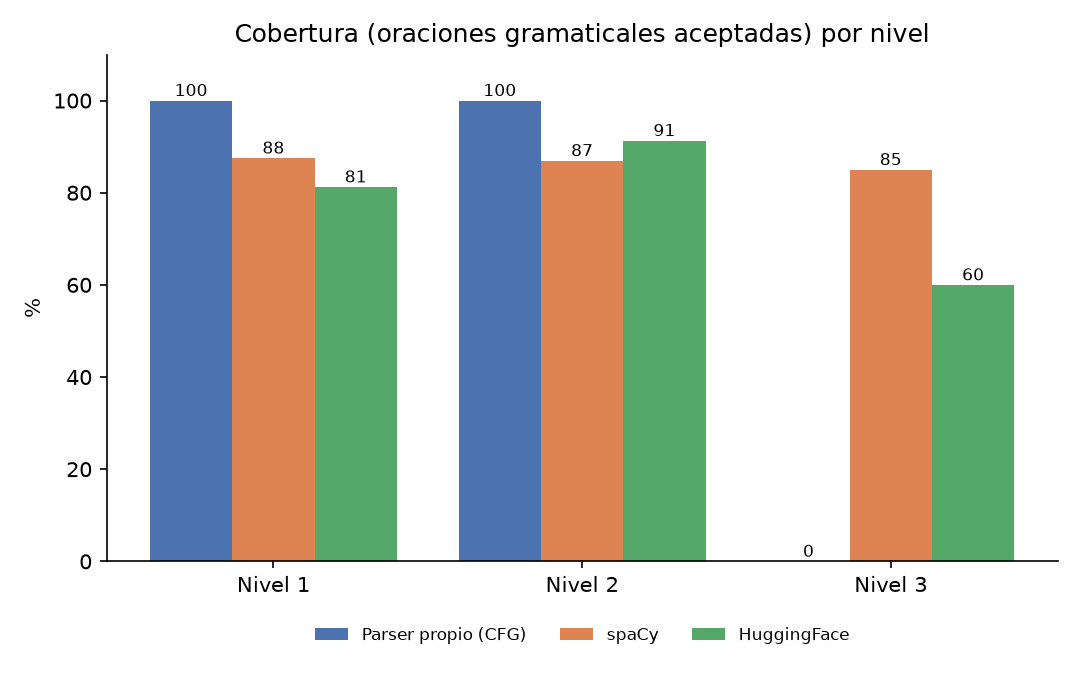 Cobertura (oraciones gramaticales aceptadas) por nivel
100
88
81
100
87
91
0
85
60
%
100
80
60
40
20
0
Nivel 1
Nivel 2
Nivel 3
Parser propio (CFG)
spaCy
HuggingFace